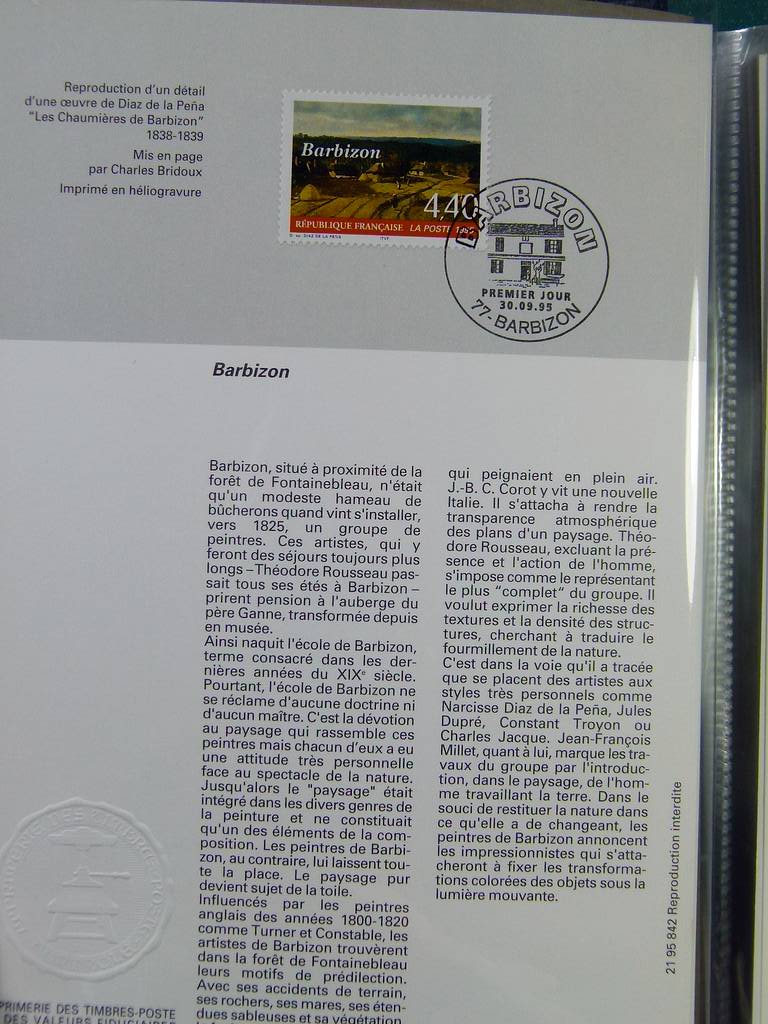 Reproduction d'un détail
d'une œuvre de Diaz de la Peña
"Les Chaumières de Barbizon"
1838-1839
Mis en page
par Charles Bridoux
Imprimé en héliogravure
Barbizon
4,40
RÉPUBLIQUE FRANÇAISE LA POSTE 1995
BARBIZON
PREMIER JOUR
30.09.95
77-BARBIZON
Barbizon
Barbizon, situé à proximité de la
forêt de Fontainebleau, n'était
qu'un modeste hameau de
bûcherons quand vint s'installer,
vers 1825, un groupe de
peintres. Ces artistes, qui y
feront des séjours toujours plus
longs – Théodore Rousseau pas-
sait tous ses étés à Barbizon –
prirent pension à l'auberge du
père Ganne, transformée depuis
en musée.
Ainsi naquit l'école de Barbizon,
terme consacré dans les der-
nières années du XIXe siècle.
Pourtant, l'école de Barbizon ne
se réclame d'aucune doctrine ni
d'aucun maître. C'est la dévotion
au paysage qui rassemble ces
peintres mais chacun d'eux a eu
une attitude très personnelle
face au spectacle de la nature.
Jusqu'alors le "paysage" était
intégré dans les divers genres de
la peinture et ne constituait
qu'un des éléments de la com-
position. Les peintres de Barbi-
zon, au contraire, lui laissent tou-
te la place. Le paysage pur
devient sujet de la toile.
Influencés par les peintres
anglais des années 1800-1820
comme Turner et Constable, les
artistes de Barbizon trouvèrent
dans la forêt de Fontainebleau
leurs motifs de prédilection.
Avec ses accidents de terrain,
ses rochers, ses mares, ses éten-
dues sableuses et sa végétation
qui peignaient en plein air.
J.-B. C. Corot y vit une nouvelle
Italie. Il s'attacha à rendre la
transparence atmosphérique
des plans d'un paysage. Théo-
dore Rousseau, excluant la pré-
sence et l'action de l'homme,
s'impose comme le représentant
le plus "complet" du groupe. Il
voulut exprimer la richesse des
textures et la densité des struc-
tures, cherchant à traduire le
fourmillement de la nature.
C'est dans la voie qu'il a tracée
que se placent des artistes aux
styles très personnels comme
Narcisse Diaz de la Peña, Jules
Dupré, Constant Troyon ou
Charles Jacque. Jean-François
Millet, quant à lui, marque les tra-
vaux du groupe par l'introduc-
tion, dans le paysage, de l'hom-
me travaillant la terre. Dans le
souci de restituer la nature dans
ce qu'elle a de changeant, les
peintres de Barbizon annoncent
les impressionnistes qui s'atta-
cheront à fixer les transforma-
tions colorées des objets sous la
lumière mouvante.
21 95 842 Reproduction interdite
PRIMERIE DES TIMBRES-POSTE
DES VALEURS FIDUCIAIRES